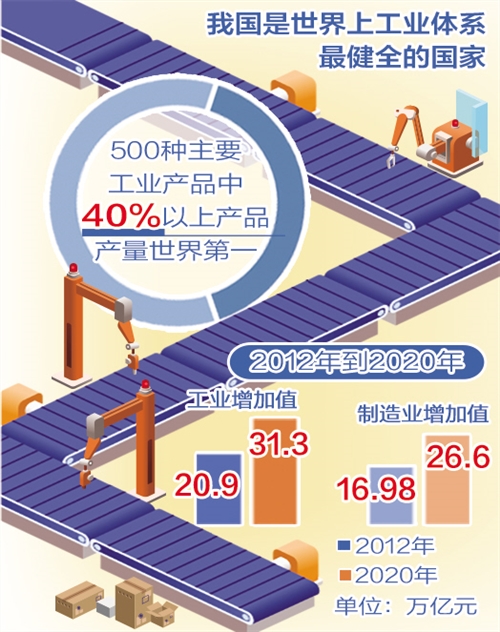 我国是世界上工业体系
最健全的国家
500种主要
工业产品中
40%以上产品
产量世界第一
2012年到2020年
工业增加值
20.9
31.3
制造业增加值
16.98
26.6
2012年
2020年
单位：万亿元